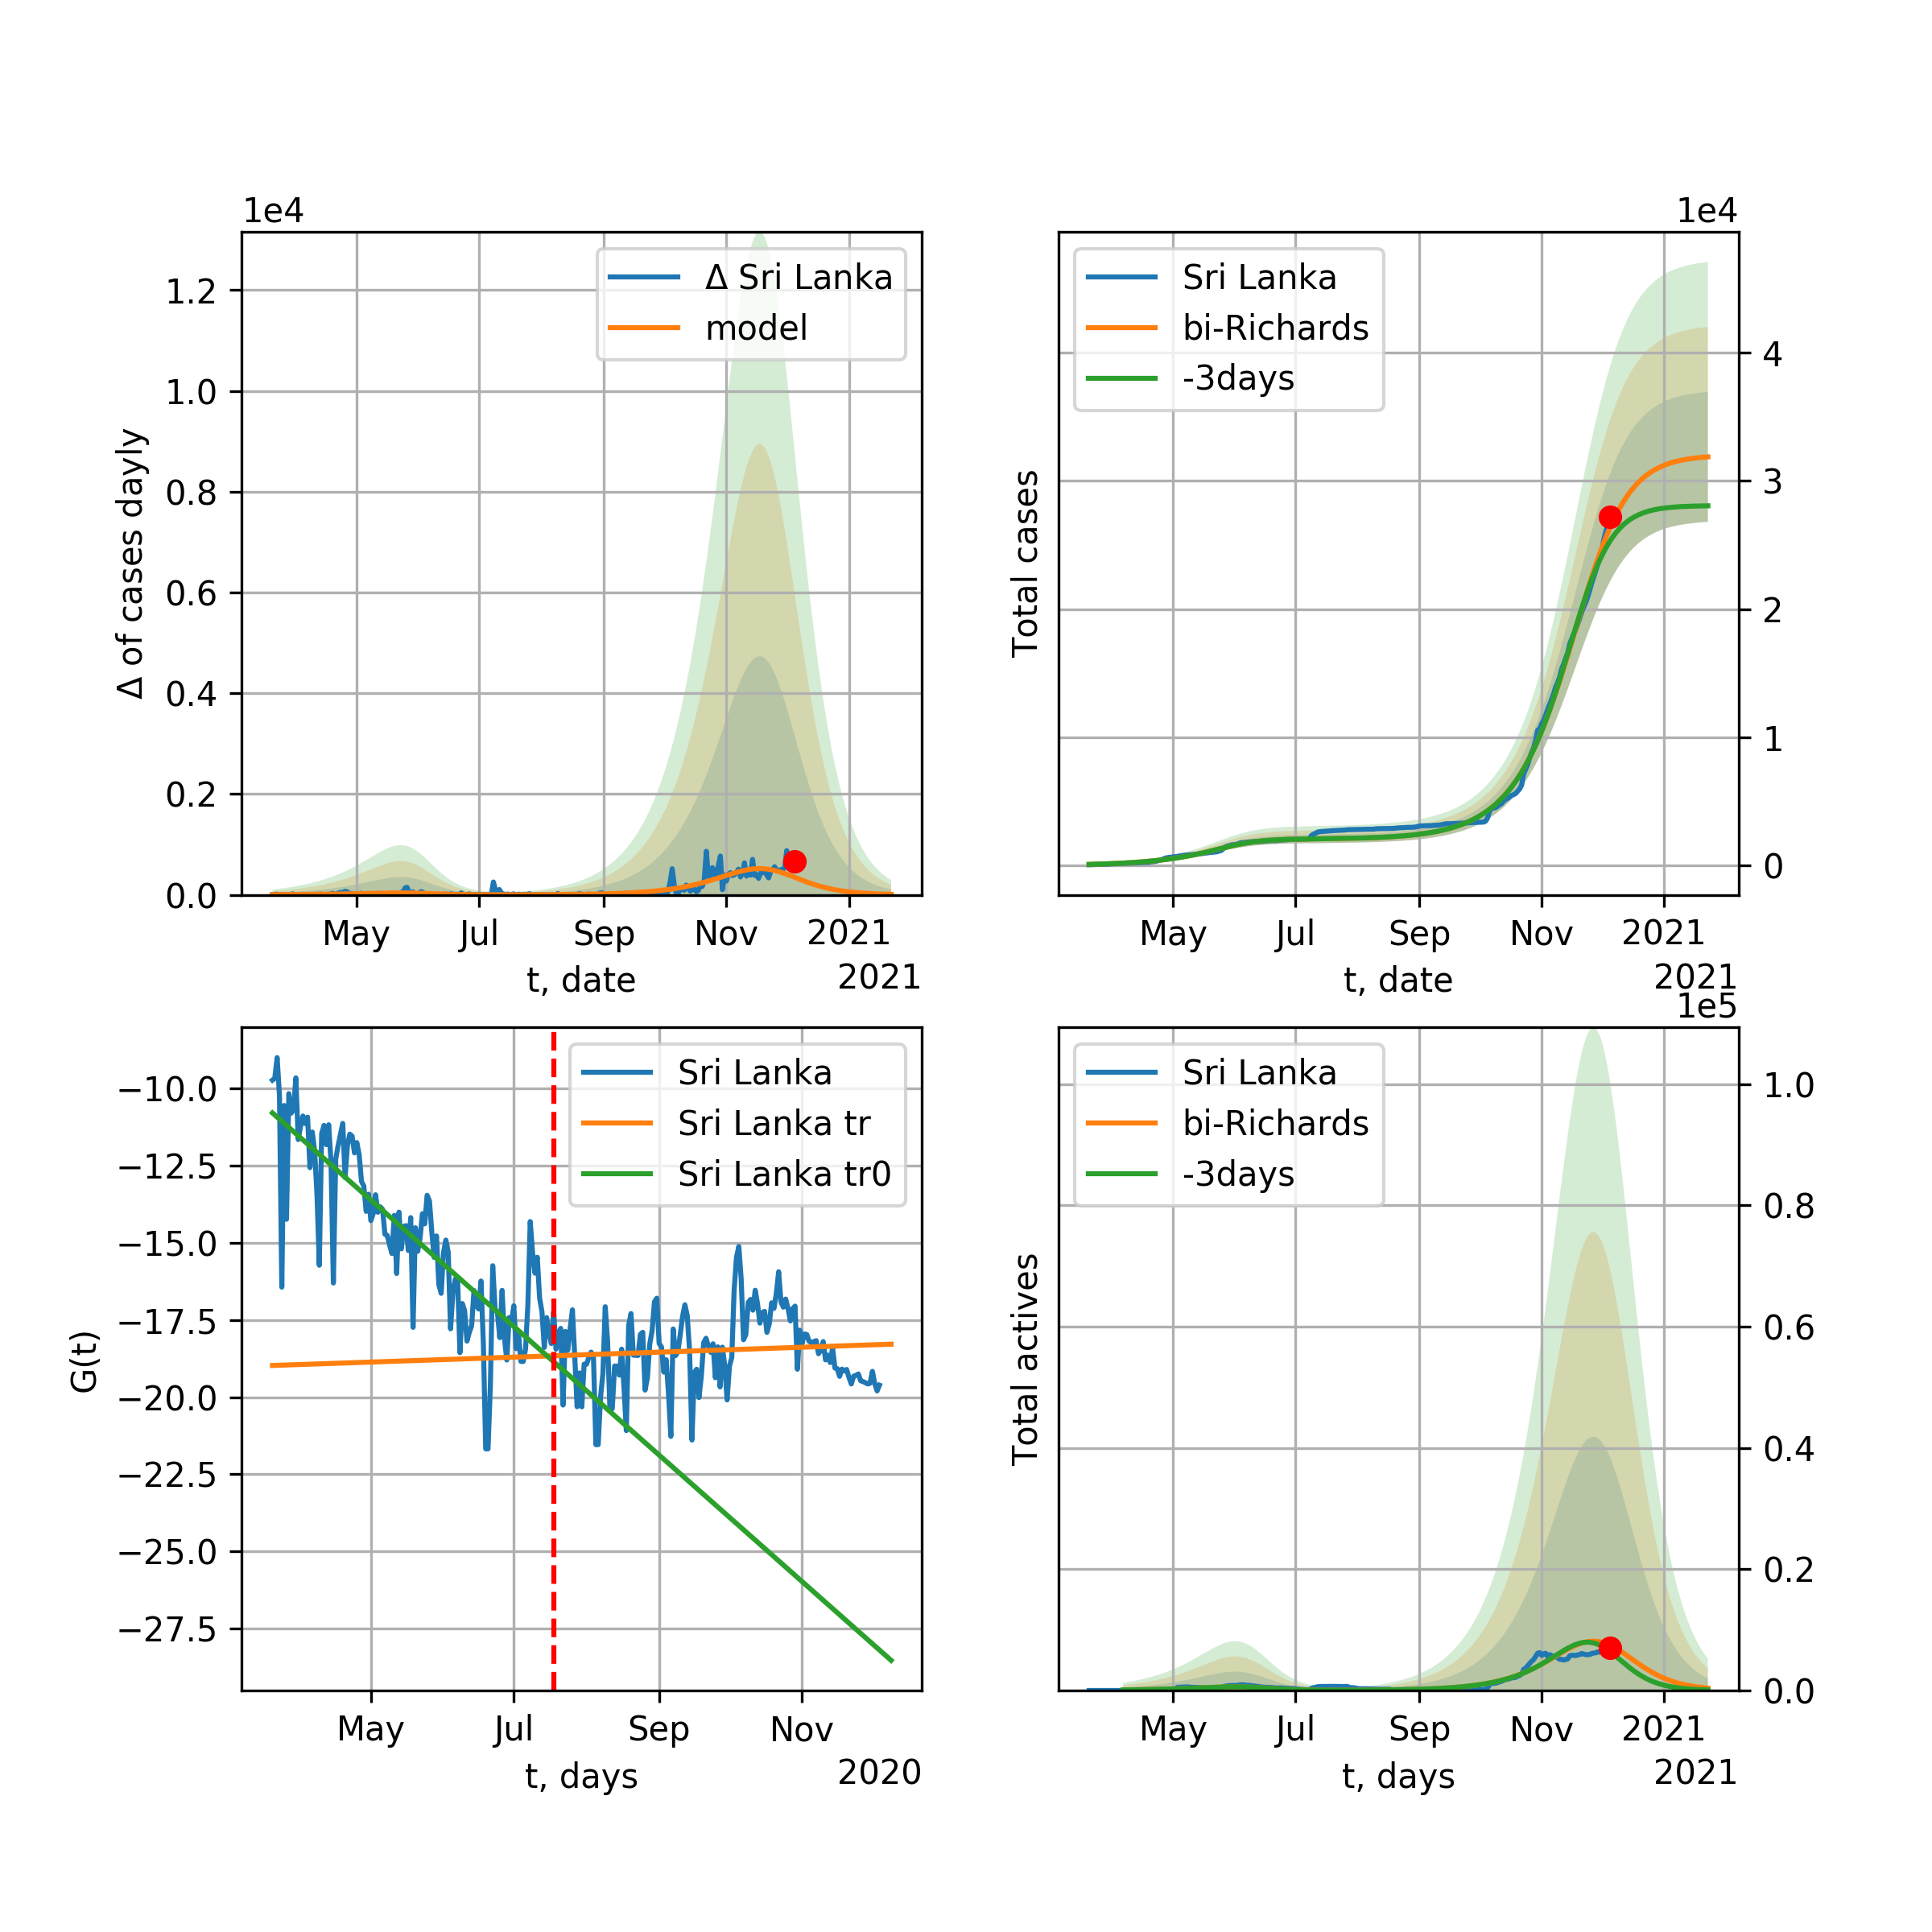 1e4
1.2
1.0
0.8
0.6
0.4
0.2
0.0
Δ of cases dayly
Δ Sri Lanka
model
May Jul Sep Nov 2021
t, date
2021
1e4
Sri Lanka
bi-Richards
-3days
Total cases
4
3
2
1
0
May Jul Sep Nov 2021
t, date
2021
−10.0
−12.5
−15.0
−17.5
−20.0
−22.5
−25.0
−27.5
G(t)
Sri Lanka
Sri Lanka tr
Sri Lanka tr0
May Jul Sep Nov
t, days
2020
1e5
Sri Lanka
bi-Richards
-3days
Total actives
1.0
0.8
0.6
0.4
0.2
0.0
May Jul Sep Nov 2021
t, days
2021